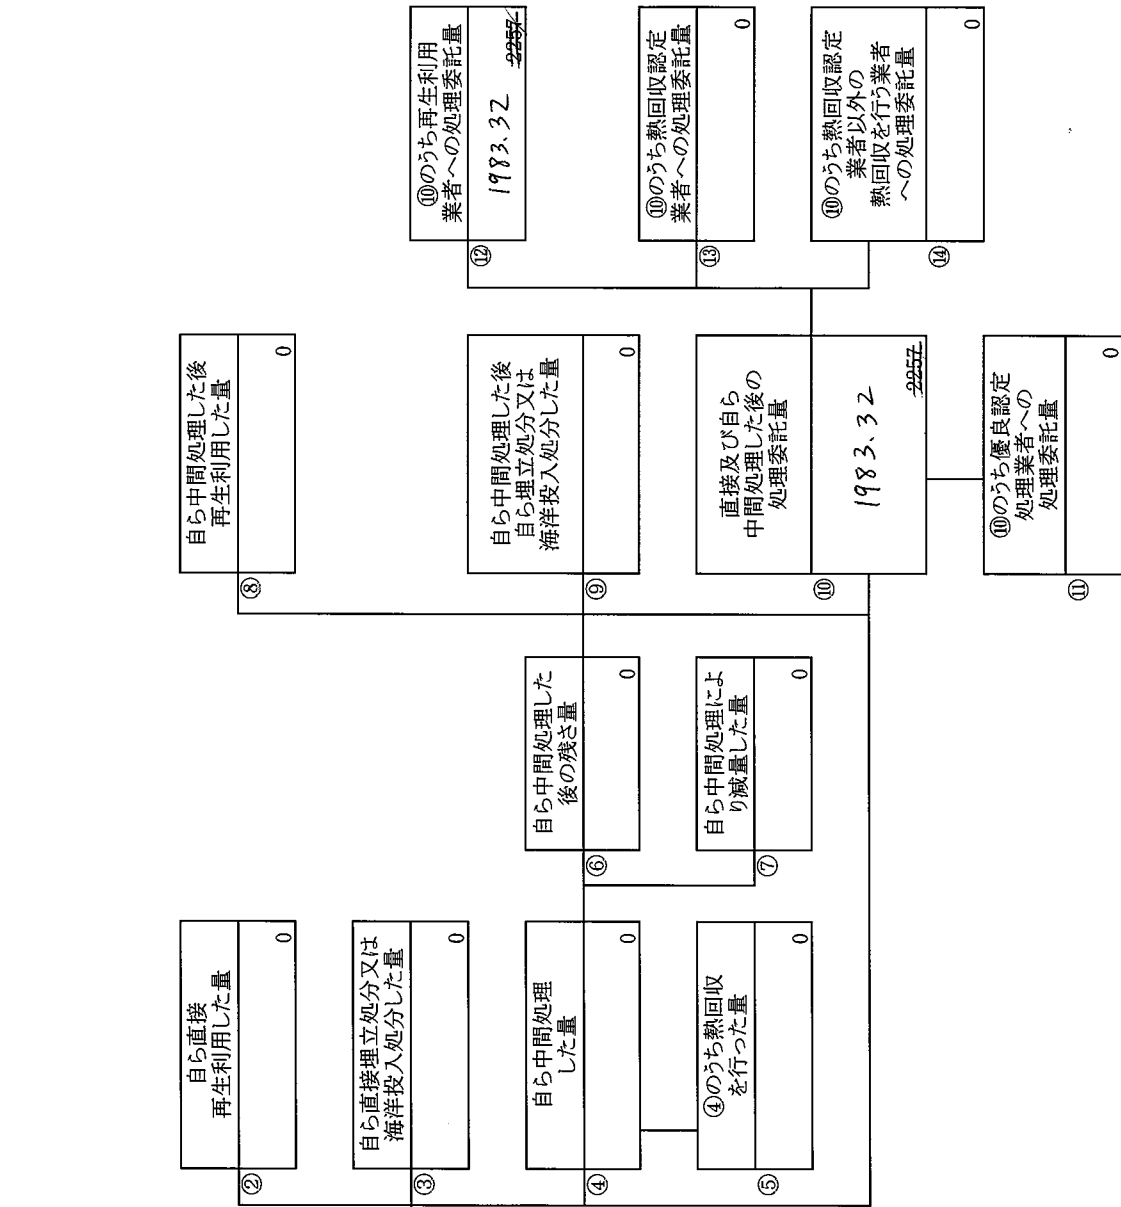 ②
自ら直接
再生利用した量
0
③
自ら直接埋立処分又は
海洋投入処分した量
0
④
自ら中間処理
した量
0
⑤
④のうち熱回収
を行った量
0
⑥
自ら中間処理した
後の残さ量
0
⑦
自ら中間処理によ
り減量した量
0
⑧
自ら中間処理した後
再生利用した量
0
⑨
自ら中間処理した後
自ら埋立処分又は
海洋投入処分した量
0
⑩
直接及び自ら
中間処理した後の
処理委託量
1983.32
2257
⑪
⑩のうち優良認定
処理業者への
処理委託量
0
⑫
⑩のうち再生利用
業者への処理委託量
1983.32
2257
⑬
⑩のうち熱回収認定
業者への処理委託量
0
⑭
⑩のうち熱回収認定
業者以外の
熱回収を行う業者
への処理委託量
0